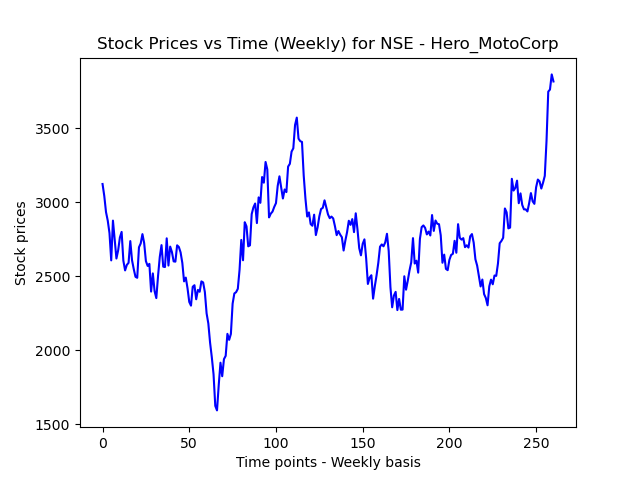 Stock Prices vs Time (Weekly) for NSE - Hero_MotoCorp
3500
3000
2500
2000
1500
Stock prices
0 50 100 150 200 250
Time points - Weekly basis